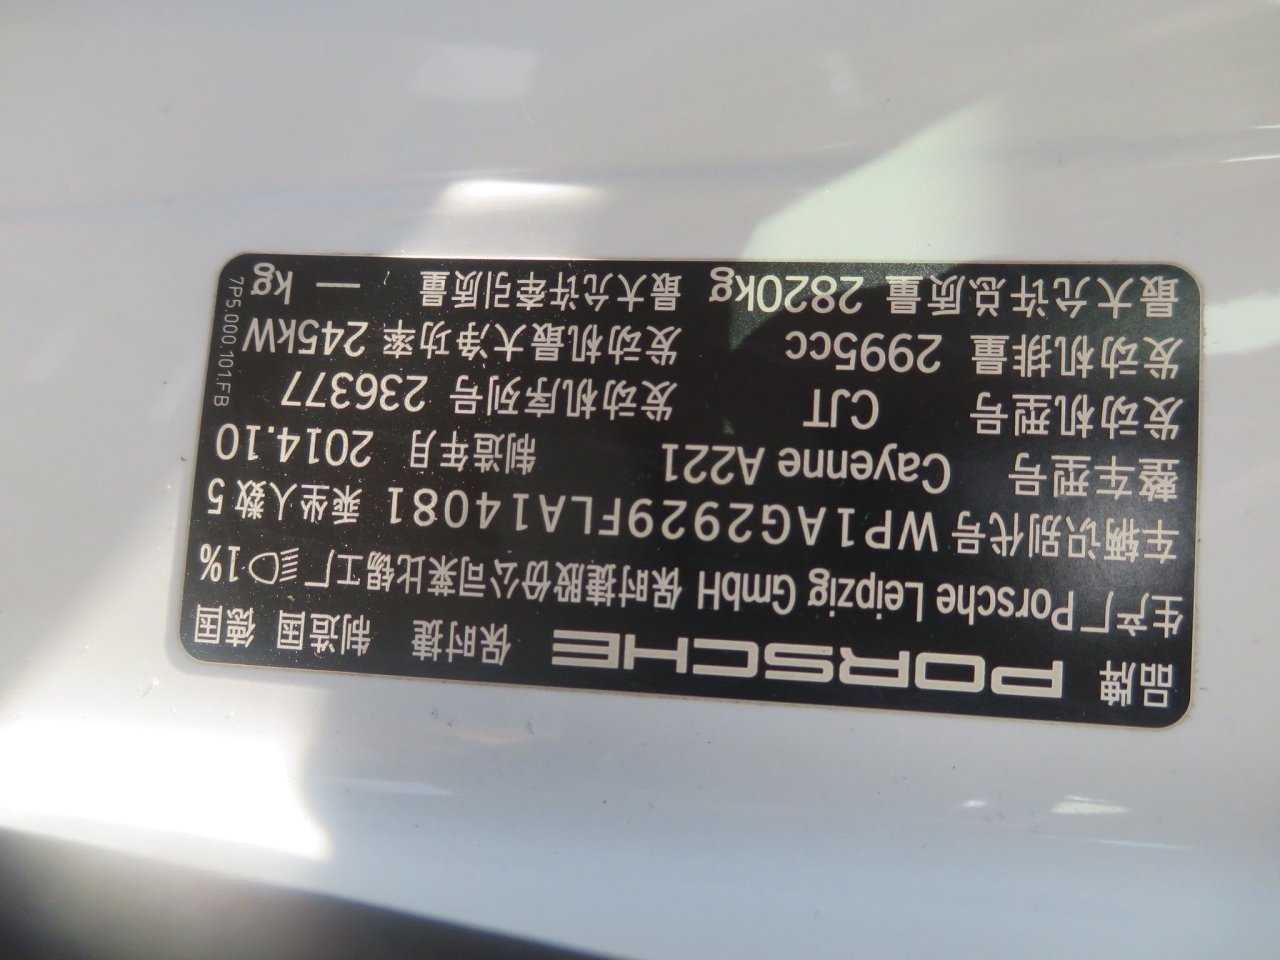 品牌 PORSCHE 保时捷 制造国 德国
生产厂 Porsche Leipzig GmbH 保时捷股份公司莱比锡工厂 1%
车辆识别代号 WP1AG2929FLA14081 乘坐人数 5
整车型号 Cayenne A221 制造年月 2014.10
发动机型号 CJT 发动机序列号 236377
发动机排量 2995cc 发动机最大净功率 245kW
最大允许总质量 2820kg 最大允许牵引质量 — kg
7P5.000.101.FB